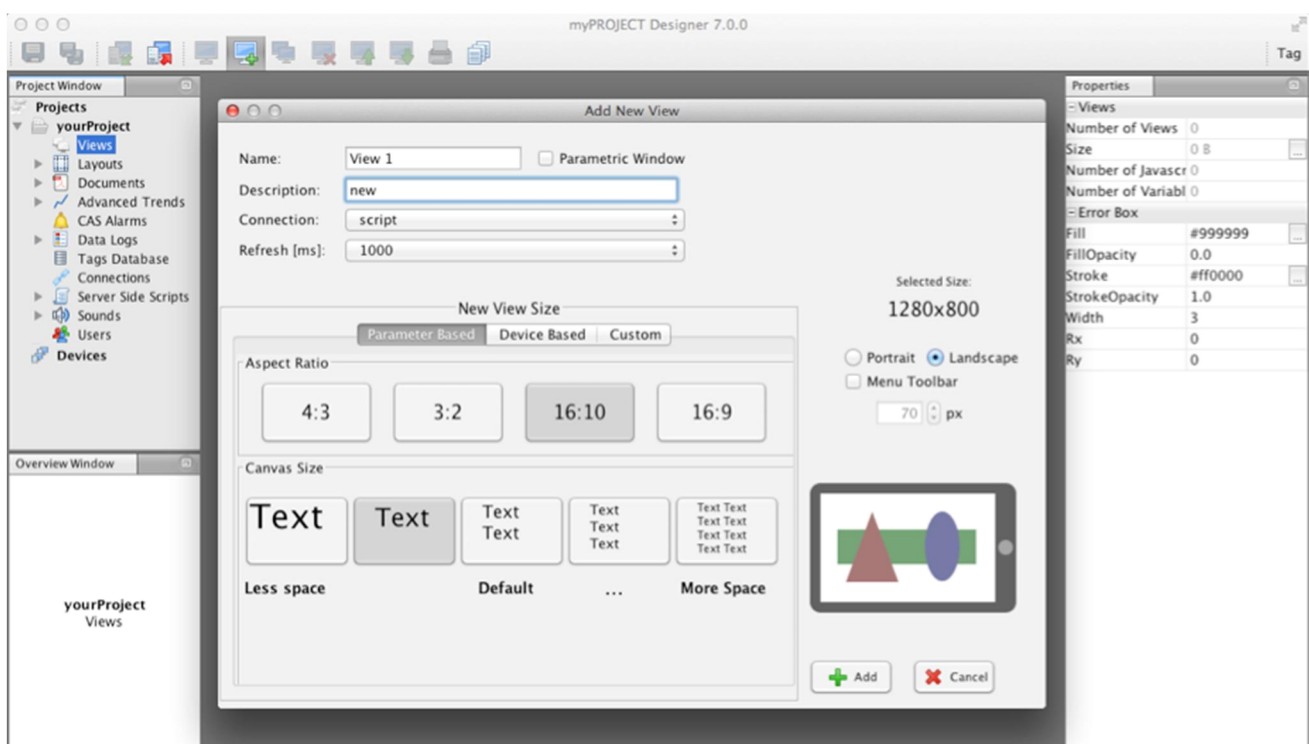 myPROJECT Designer 7.0.0
Tag
Project Window
Projects
yourProject
Views
Layouts
Documents
Advanced Trends
CAS Alarms
Data Logs
Tags Database
Connections
Server Side Scripts
Sounds
Users
Devices
Overview Window
yourProject
Views
Add New View
Name: View 1 Parametric Window
Description: new
Connection: script
Refresh [ms]: 1000
New View Size
Parameter Based Device Based Custom
Aspect Ratio
4:3 3:2 16:10 16:9
Canvas Size
Text
Text
Text
Text
Text
Text
Text
Text Text
Text Text
Text Text
Text Text
Less space Default ... More Space
Selected Size:
1280x800
Portrait Landscape
Menu Toolbar
70 px
Add Cancel
Properties
Views
Number of Views 0
Size 0 B ...
Number of Javascr 0
Number of Variabl 0
Error Box
Fill #999999 ...
FillOpacity 0.0
Stroke #ff0000 ...
StrokeOpacity 1.0
Width 3
Rx 0
Ry 0